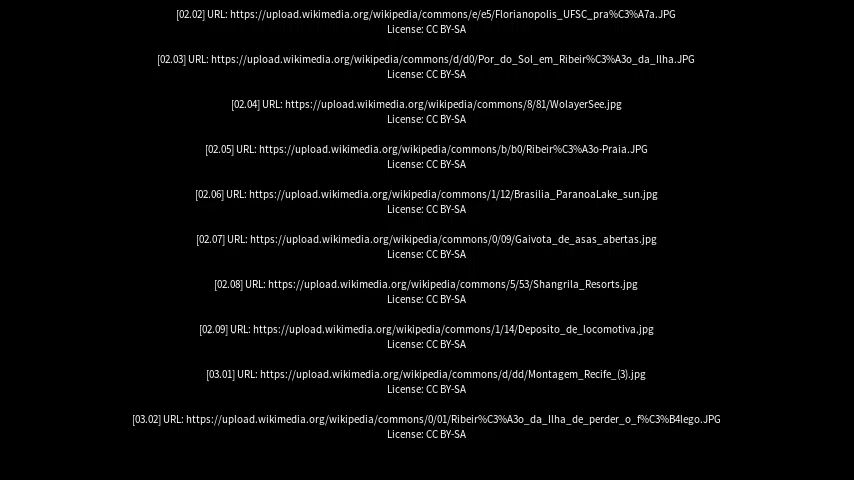 [02.02] URL: https://upload.wikimedia.org/wikipedia/commons/e/e5/Florianopolis_UFSC_pra%C3%A7a.JPG
License: CC BY-SA
[02.03] URL: https://upload.wikimedia.org/wikipedia/commons/d/d0/Por_do_Sol_em_Ribeir%C3%A3o_da_Ilha.JPG
License: CC BY-SA
[02.04] URL: https://upload.wikimedia.org/wikipedia/commons/8/81/WolayerSee.jpg
License: CC BY-SA
[02.05] URL: https://upload.wikimedia.org/wikipedia/commons/b/b0/Ribeir%C3%A3o-Praia.JPG
License: CC BY-SA
[02.06] URL: https://upload.wikimedia.org/wikipedia/commons/1/12/Brasilia_ParanoaLake_sun.jpg
License: CC BY-SA
[02.07] URL: https://upload.wikimedia.org/wikipedia/commons/0/09/Gaivota_de_asas_abertas.jpg
License: CC BY-SA
[02.08] URL: https://upload.wikimedia.org/wikipedia/commons/5/53/Shangrila_Resorts.jpg
License: CC BY-SA
[02.09] URL: https://upload.wikimedia.org/wikipedia/commons/1/14/Deposito_de_locomotiva.jpg
License: CC BY-SA
[03.01] URL: https://upload.wikimedia.org/wikipedia/commons/d/dd/Montagem_Recife_(3).jpg
License: CC BY-SA
[03.02] URL: https://upload.wikimedia.org/wikipedia/commons/0/01/Ribeir%C3%A3o_da_Ilha_de_perder_o_f%C3%B4lego.JPG
License: CC BY-SA